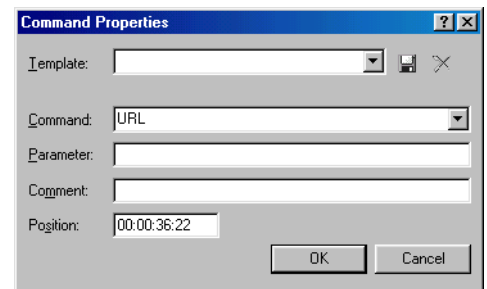 Command Properties
Template:
Command: URL
Parameter:
Comment:
Position: 00:00:36:22
OK Cancel